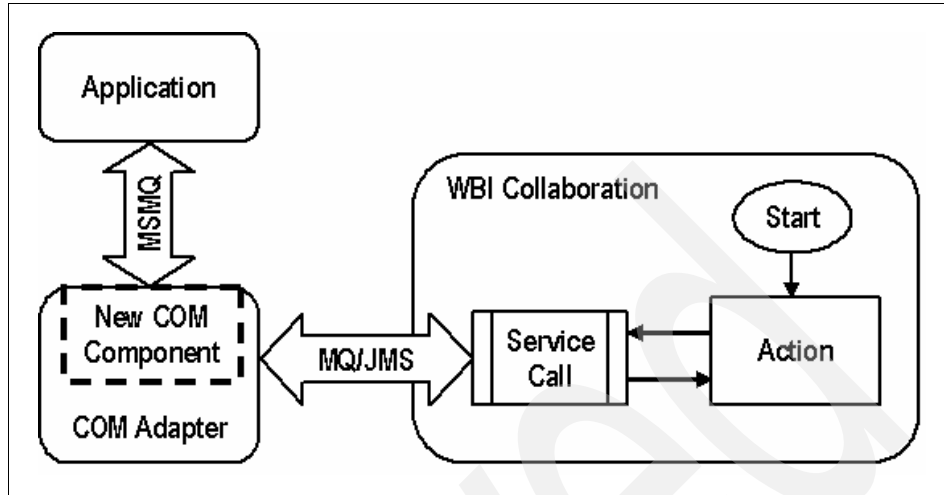 Application
MSMQ
New COM
Component
COM Adapter
MQ/JMS
WBI Collaboration
Start
Service
Call
Action